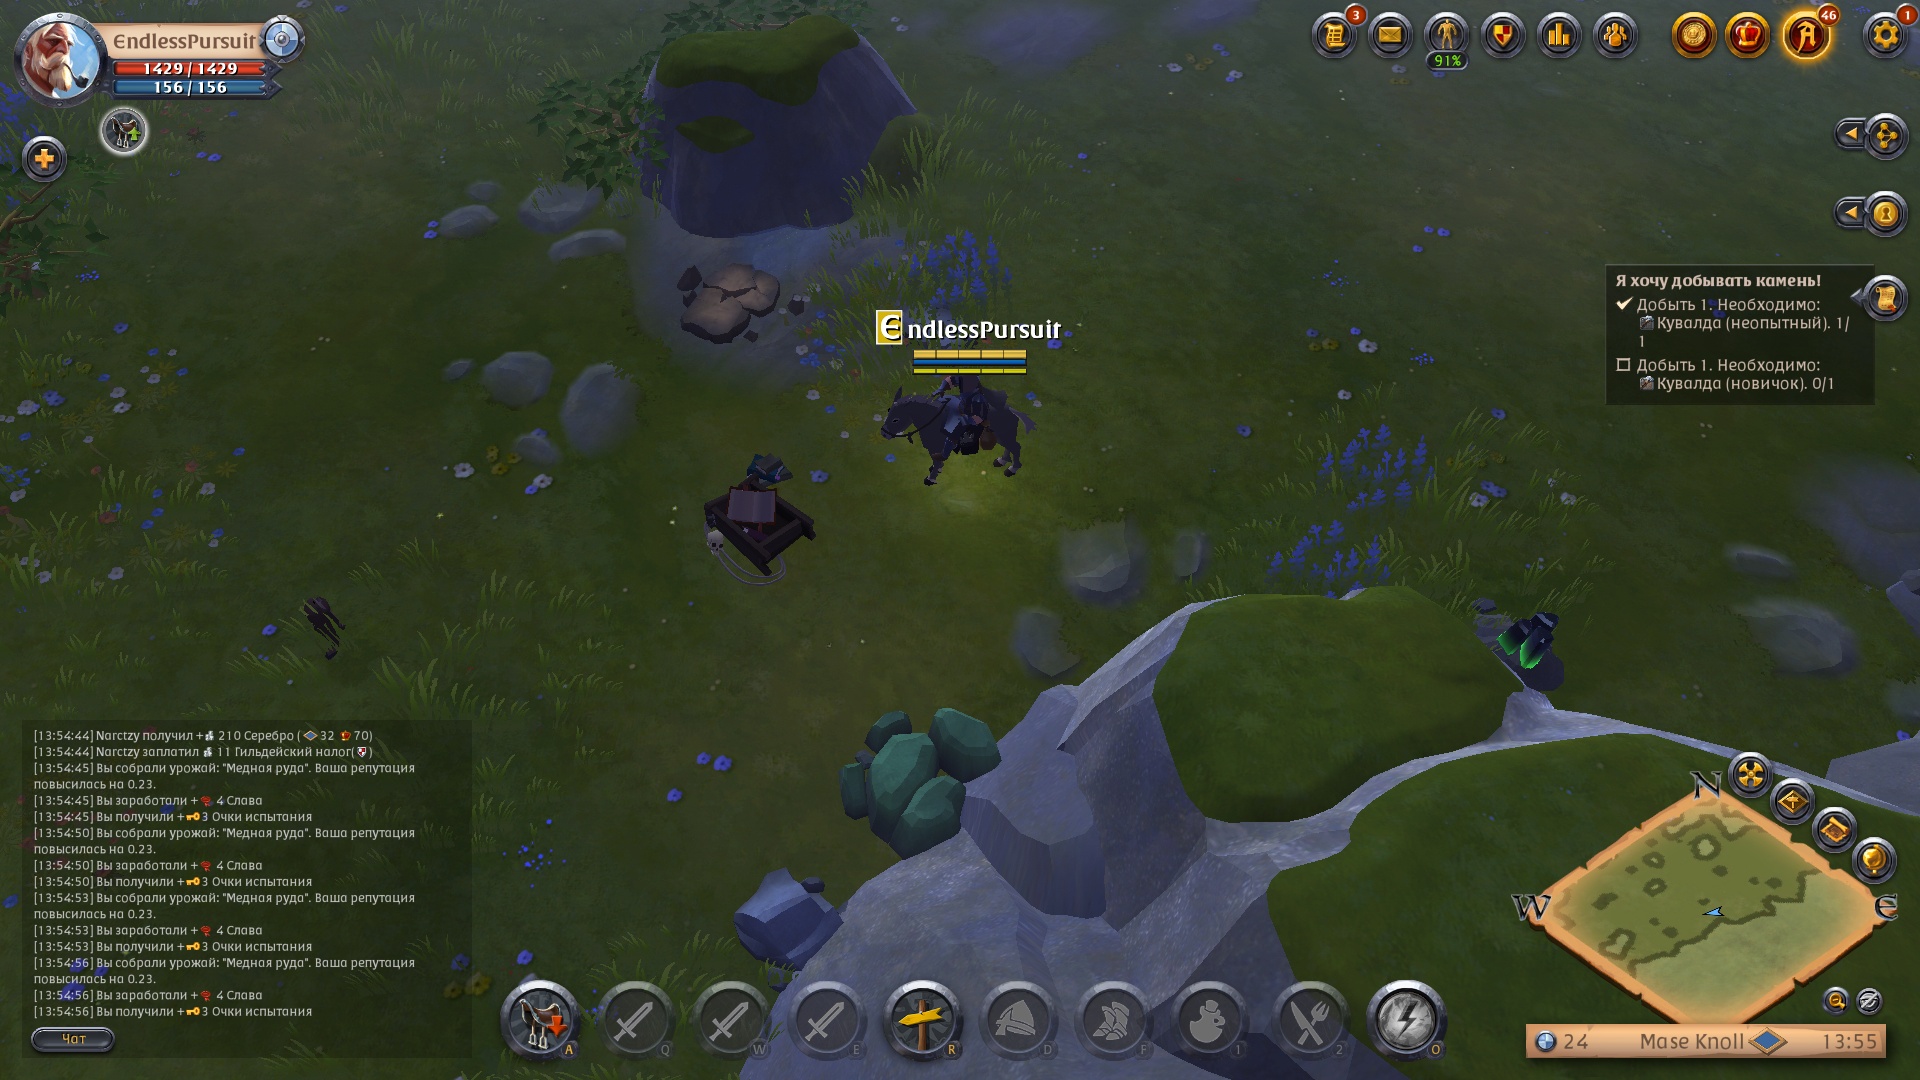 EndlessPursuit
1429 / 1429
156 / 156
3
91%
46
1
Я хочу добывать камень!
Добыть 1. Необходимо:
Кувалда (неопытный). 1/
1
Добыть 1. Необходимо:
Кувалда (новичок). 0/1
EndlessPursuit
[13:54:44] Narctzy получил + 210 Серебро ( 32 70)
[13:54:44] Narctzy заплатил 11 Гильдейский налог( )
[13:54:45] Вы собрали урожай: "Медная руда". Ваша репутация
повысилась на 0.23.
[13:54:45] Вы заработали + 4 Слава
[13:54:45] Вы получили + 3 Очки испытания
[13:54:50] Вы собрали урожай: "Медная руда". Ваша репутация
повысилась на 0.23.
[13:54:50] Вы заработали + 4 Слава
[13:54:50] Вы получили + 3 Очки испытания
[13:54:53] Вы собрали урожай: "Медная руда". Ваша репутация
повысилась на 0.23.
[13:54:53] Вы заработали + 4 Слава
[13:54:53] Вы получили + 3 Очки испытания
[13:54:56] Вы собрали урожай: "Медная руда". Ваша репутация
повысилась на 0.23.
[13:54:56] Вы заработали + 4 Слава
[13:54:56] Вы получили + 3 Очки испытания
Чат
A Q W E R D F 1 2 O
N
W E
24 Mase Knoll 13:55